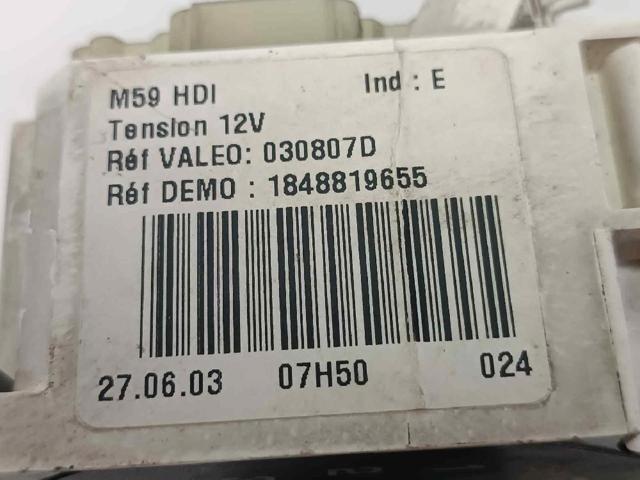 M59 HDI Ind : E
Tension 12V
Réf VALEO: 030807D
Réf DEMO : 1848819655
27.06.03 07H50 024